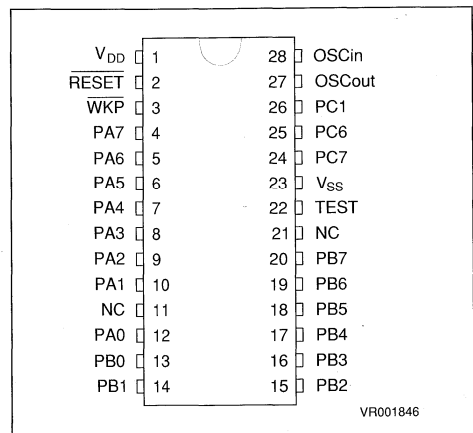 VDD 1 28 OSCin
RESET 2 27 OSCout
WKP 3 26 PC1
PA7 4 25 PC6
PA6 5 24 PC7
PA5 6 23 VSS
PA4 7 22 TEST
PA3 8 21 NC
PA2 9 20 PB7
PA1 10 19 PB6
NC 11 18 PB5
PA0 12 17 PB4
PB0 13 16 PB3
PB1 14 15 PB2
VR001846